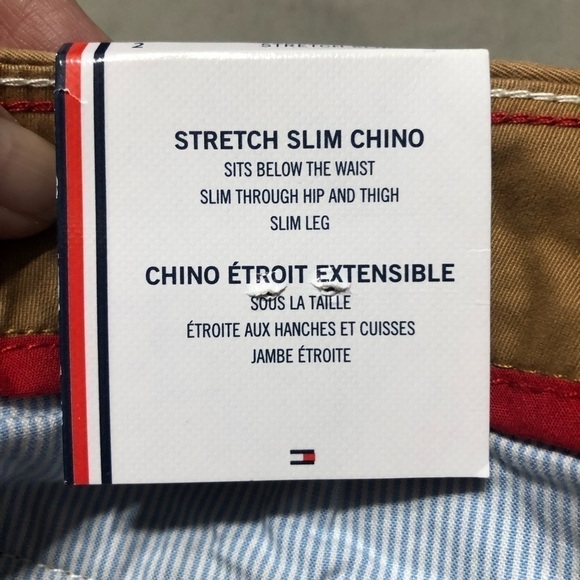 2
STRETCH SLIM CHINO
SITS BELOW THE WAIST
SLIM THROUGH HIP AND THIGH
SLIM LEG
CHINO ÉTROIT EXTENSIBLE
SOUS LA TAILLE
ÉTROITE AUX HANCHES ET CUISSES
JAMBE ÉTROITE